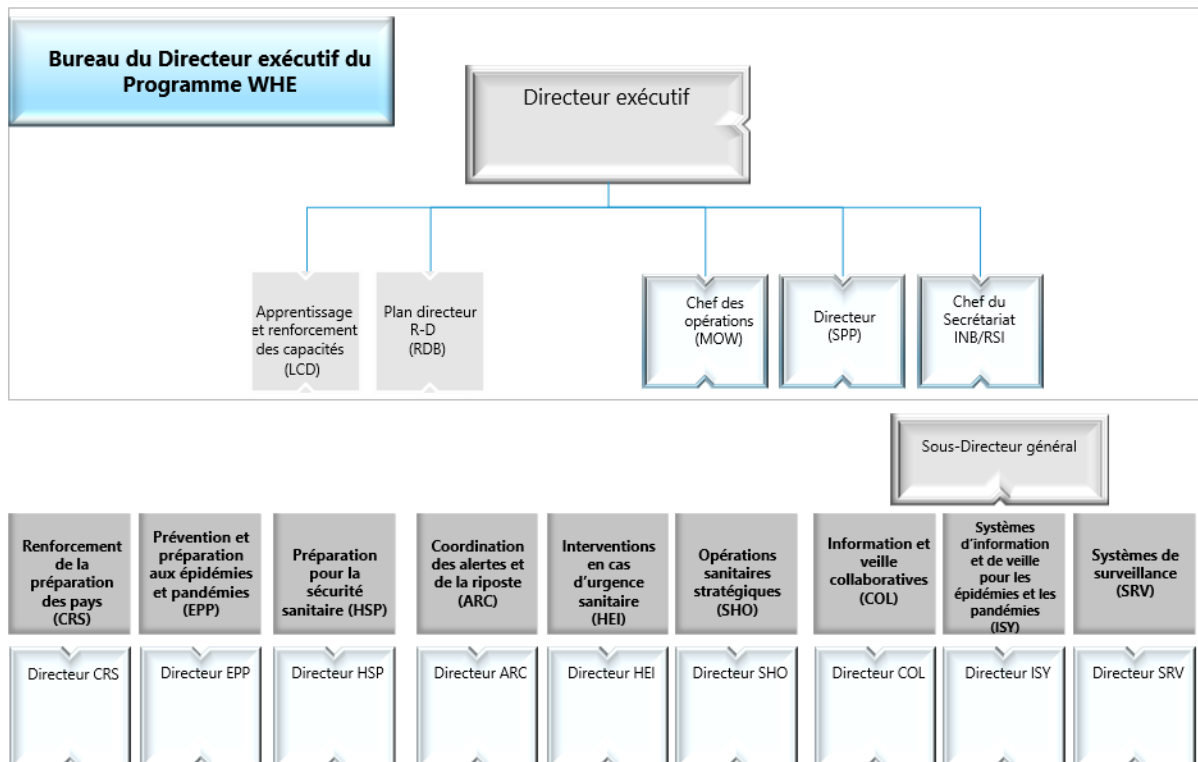 Bureau du Directeur exécutif du
Programme WHE
Directeur exécutif
Apprentissage
et renforcement
des capacités
(LCD)
Plan directeur
R-D
(RDB)
Chef des
opérations
(MOW)
Directeur
(SPP)
Chef du
Secrétariat
INB/RSI
Sous-Directeur général
Renforcement
de la
préparation
des pays
(CRS)
Prévention et
préparation
aux épidémies
et pandémies
(EPP)
Préparation
pour la
sécurité
sanitaire (HSP)
Coordination
des alertes et
de la riposte
(ARC)
Interventions
en cas
d'urgence
sanitaire
(HEI)
Opérations
sanitaires
stratégiques
(SHO)
Information et
veille
collaboratives
(COL)
Systèmes
d'information
et de veille
pour les
épidémies et les
pandémies
(ISY)
Systèmes de
surveillance
(SRV)
Directeur CRS
Directeur EPP
Directeur HSP
Directeur ARC
Directeur HEI
Directeur SHO
Directeur COL
Directeur ISY
Directeur SRV